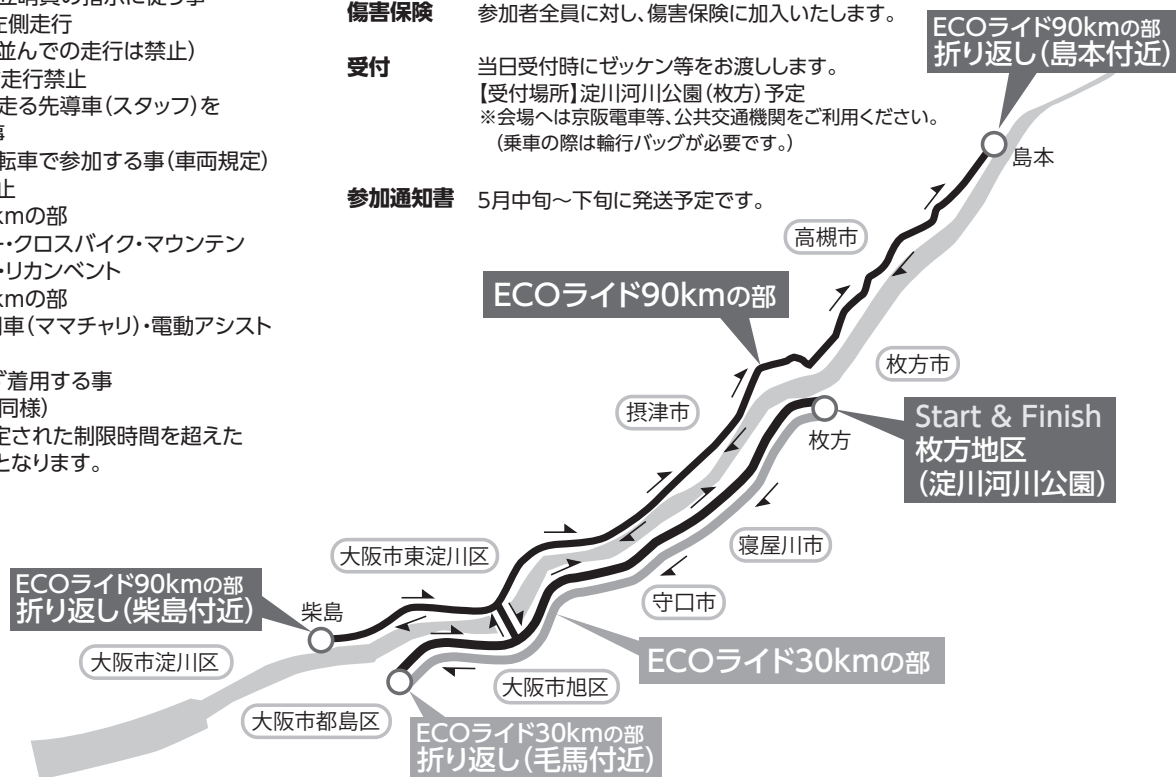 立哨員の指示に従う事
左側走行
並んでの走行は禁止）
走行禁止
走る先導車（スタッフ）を
事
転車で参加する事（車両規定）
止
kmの部
ー・クロスバイク・マウンテン
・リカンベント
kmの部
車（ママチャリ）・電動アシスト
着用する事
同様）
定された制限時間を超えた
となります。
傷害保険 参加者全員に対し、傷害保険に加入いたします。
受付 当日受付時にゼッケン等をお渡しします。
【受付場所】淀川河川公園（枚方）予定
※会場へは京阪電車等、公共交通機関をご利用ください。
（乗車の際は輪行バッグが必要です。）
参加通知書 5月中旬～下旬に発送予定です。
ECOライド90kmの部
折り返し（島本付近）
島本
高槻市
ECOライド90kmの部
枚方市
摂津市
Start & Finish
枚方地区
（淀川河川公園）
枚方
寝屋川市
大阪市東淀川区
守口市
ECOライド90kmの部
折り返し（柴島付近）
柴島
ECOライド30kmの部
大阪市淀川区
大阪市旭区
大阪市都島区
ECOライド30kmの部
折り返し（毛馬付近）